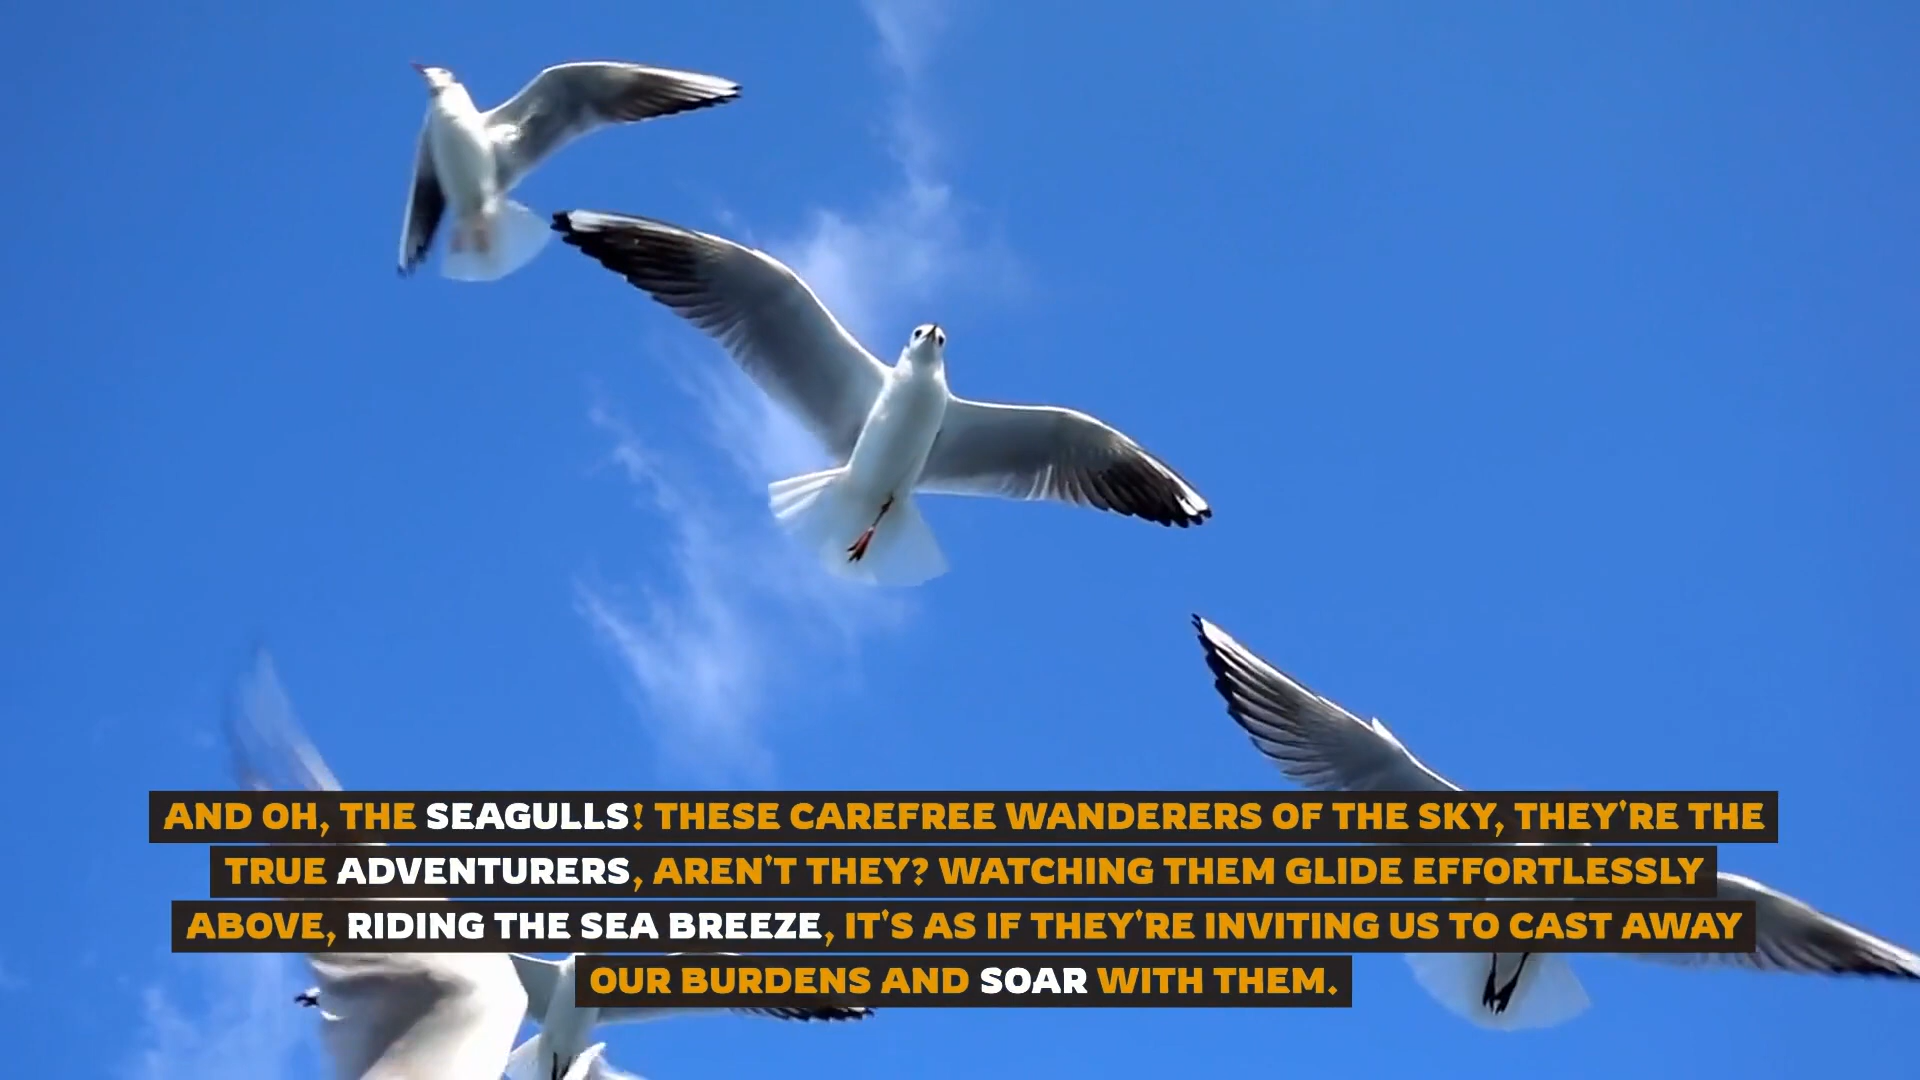 AND OH, THE SEAGULLS! THESE CAREFREE WANDERERS OF THE SKY, THEY'RE THE
TRUE ADVENTURERS, AREN'T THEY? WATCHING THEM GLIDE EFFORTLESSLY
ABOVE, RIDING THE SEA BREEZE, IT'S AS IF THEY'RE INVITING US TO CAST AWAY
OUR BURDENS AND SOAR WITH THEM.